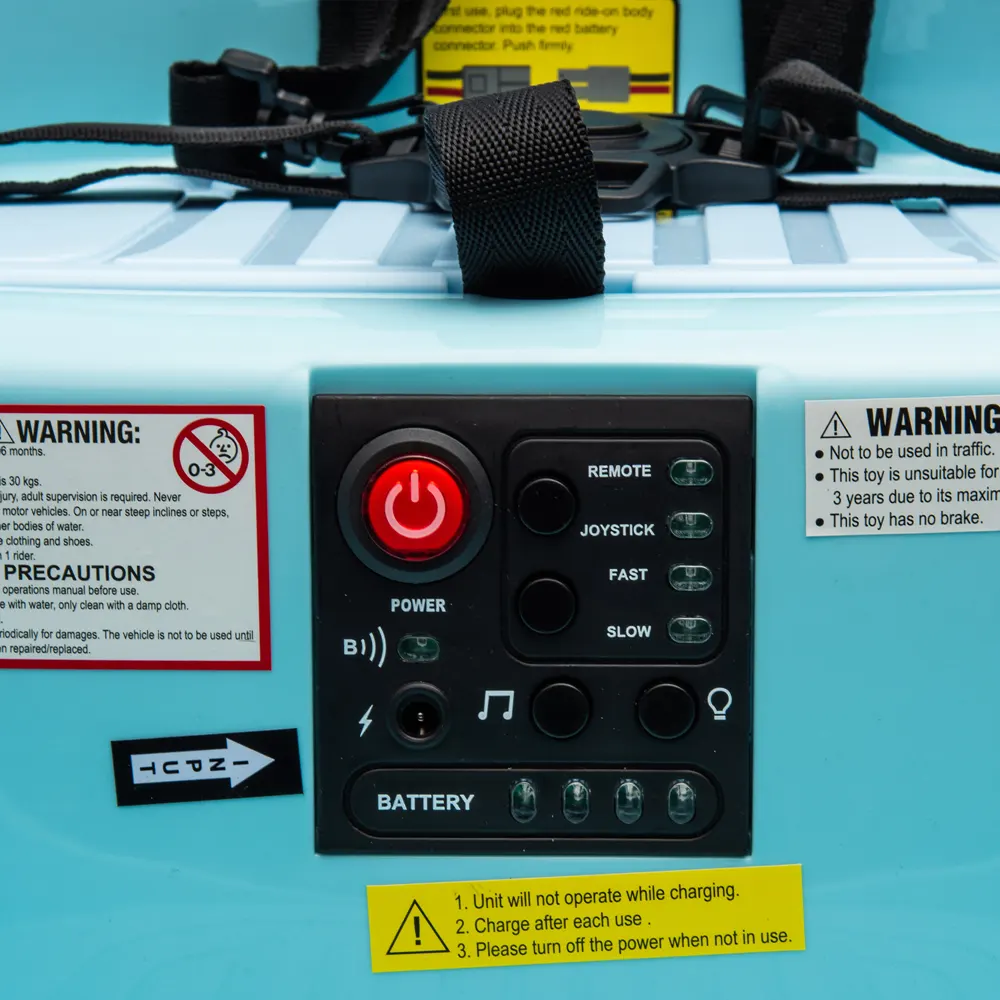 use, plug the red ride-on body
connector into the red battery
connector. Push firmly.
WARNING:
6 months.
0-3
is 30 kgs.
jury, adult supervision is required. Never
motor vehicles. On or near steep inclines or steps,
er bodies of water.
clothing and shoes.
1 rider.
PRECAUTIONS
operations manual before use.
with water, only clean with a damp cloth.
riodically for damages. The vehicle is not to be used until
repaired/replaced.
INPUT
POWER
B
REMOTE
JOYSTICK
FAST
SLOW
BATTERY
WARNING
Not to be used in traffic.
This toy is unsuitable for
3 years due to its maxim
This toy has no brake.
1. Unit will not operate while charging.
2. Charge after each use .
3. Please turn off the power when not in use.